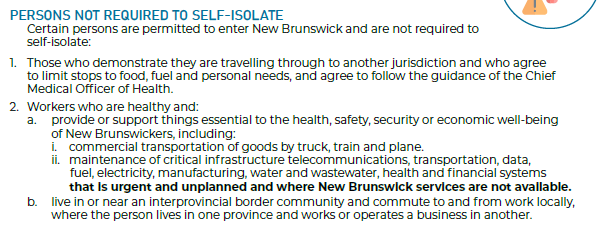 PERSONS NOT REQUIRED TO SELF-ISOLATE
Certain persons are permitted to enter New Brunswick and are not required to
self-isolate:
1. Those who demonstrate they are travelling through to another jurisdiction and who agree
to limit stops to food, fuel and personal needs, and agree to follow the guidance of the Chief
Medical Officer of Health.
2. Workers who are healthy and:
a. provide or support things essential to the health, safety, security or economic well-being
of New Brunswickers, including:
i. commercial transportation of goods by truck, train and plane.
ii. maintenance of critical infrastructure telecommunications, transportation, data,
fuel, electricity, manufacturing, water and wastewater, health and financial systems
that is urgent and unplanned and where New Brunswick services are not available.
b. live in or near an interprovincial border community and commute to and from work locally,
where the person lives in one province and works or operates a business in another.